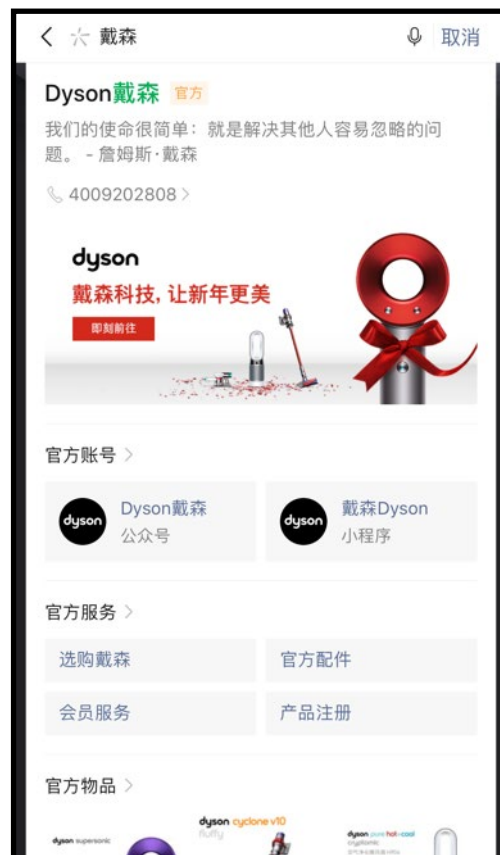 戴森
取消
Dyson戴森 官方
我们的使命很简单：就是解决其他人容易忽略的问
题。 - 詹姆斯·戴森
4009202808
dyson
戴森科技, 让新年更美
即刻前往
官方账号
dyson
Dyson戴森
公众号
dyson
戴森Dyson
小程序
官方服务
选购戴森
官方配件
会员服务
产品注册
官方物品
dyson supersonic
dyson cyclone v10
fluffy
dyson pure hot+cool
cryptomic